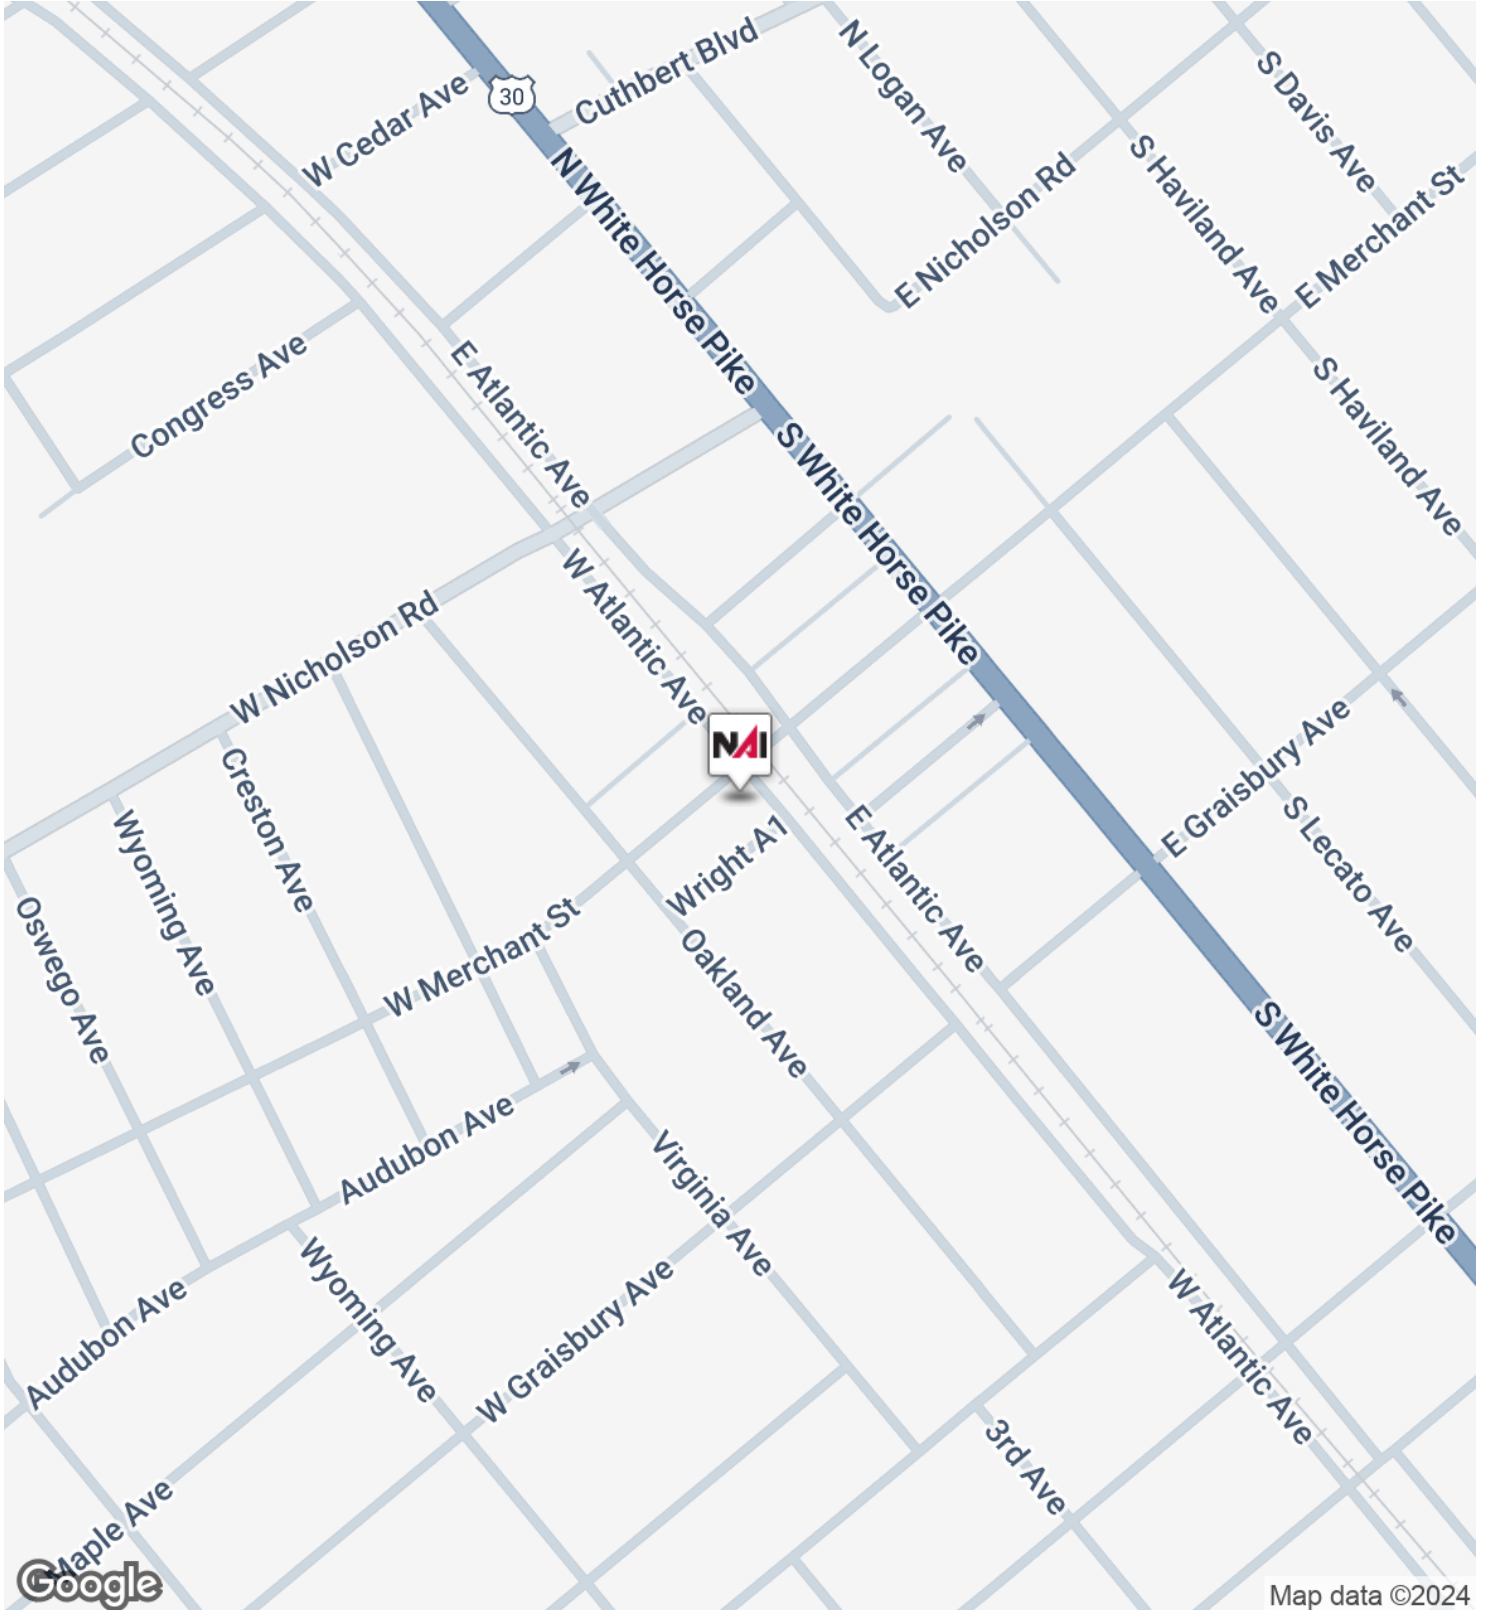 30
Cuthbert Blvd
N Logan Ave
S Davis Ave
W Cedar Ave
N White Horse Pike
E Nicholson Rd
S Haviland Ave
E Merchant St
Congress Ave
E Atlantic Ave
S White Horse Pike
S Haviland Ave
W Atlantic Ave
W Nicholson Rd
NAI
Creston Ave
Wyoming Ave
Wright A1
E Atlantic Ave
E Graisbury Ave
S Lecato Ave
Oswego Ave
W Merchant St
Oakland Ave
S White Horse Pike
Audubon Ave
Virginia Ave
Wyoming Ave
Audubon Ave
W Graisbury Ave
W Atlantic Ave
3rd Ave
Maple Ave
Google
Map data ©2024